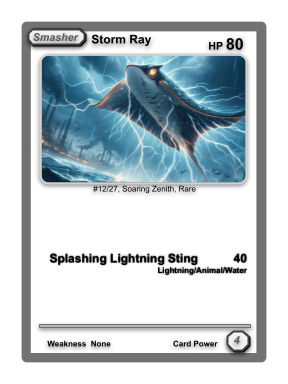 Smasher Storm Ray HP 80
#12/27, Soaring Zenith, Rare
Splashing Lightning Sting 40
Lightning/Animal/Water
Weakness None Card Power 4